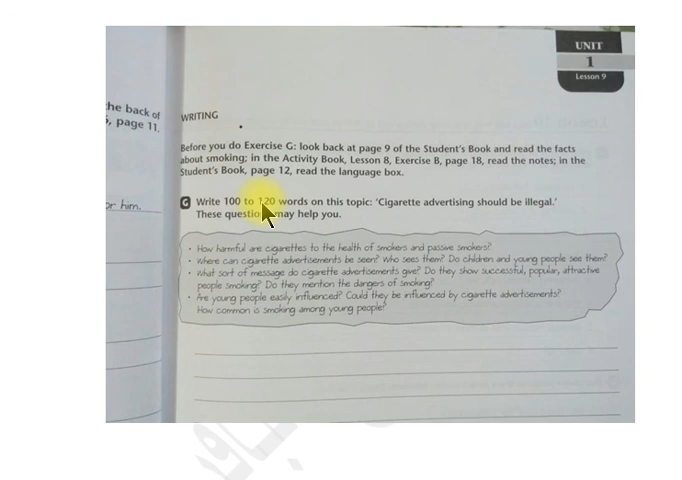 UNIT
1
Lesson 9
the back of
page 11.
or him.
WRITING
Before you do Exercise G: look back at page 9 of the Student's Book and read the facts
about smoking; in the Activity Book, Lesson 8, Exercise B, page 18, read the notes; in the
Student's Book, page 12, read the language box.
G Write 100 to 120 words on this topic: 'Cigarette advertising should be illegal.'
These questions may help you.
• How harmful are cigarettes to the health of smokers and passive smokers?
• Where can cigarette advertisements be seen? Who sees them? Do children and young people see them?
• What sort of message do cigarette advertisements give? Do they show successful, popular, attractive
people smoking? Do they mention the dangers of smoking?
• Are young people easily influenced? Could they be influenced by cigarette advertisements?
How common is smoking among young people?